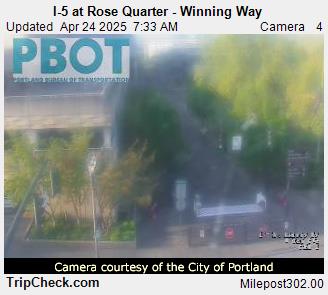 I-5 at Rose Quarter - Winning Way
Updated Apr 24 2025 7:33 AM Camera 4
PBOT
PORTLAND BUREAU OF TRANSPORTATION
Camera courtesy of the City of Portland
TripCheck.com Milepost302.00